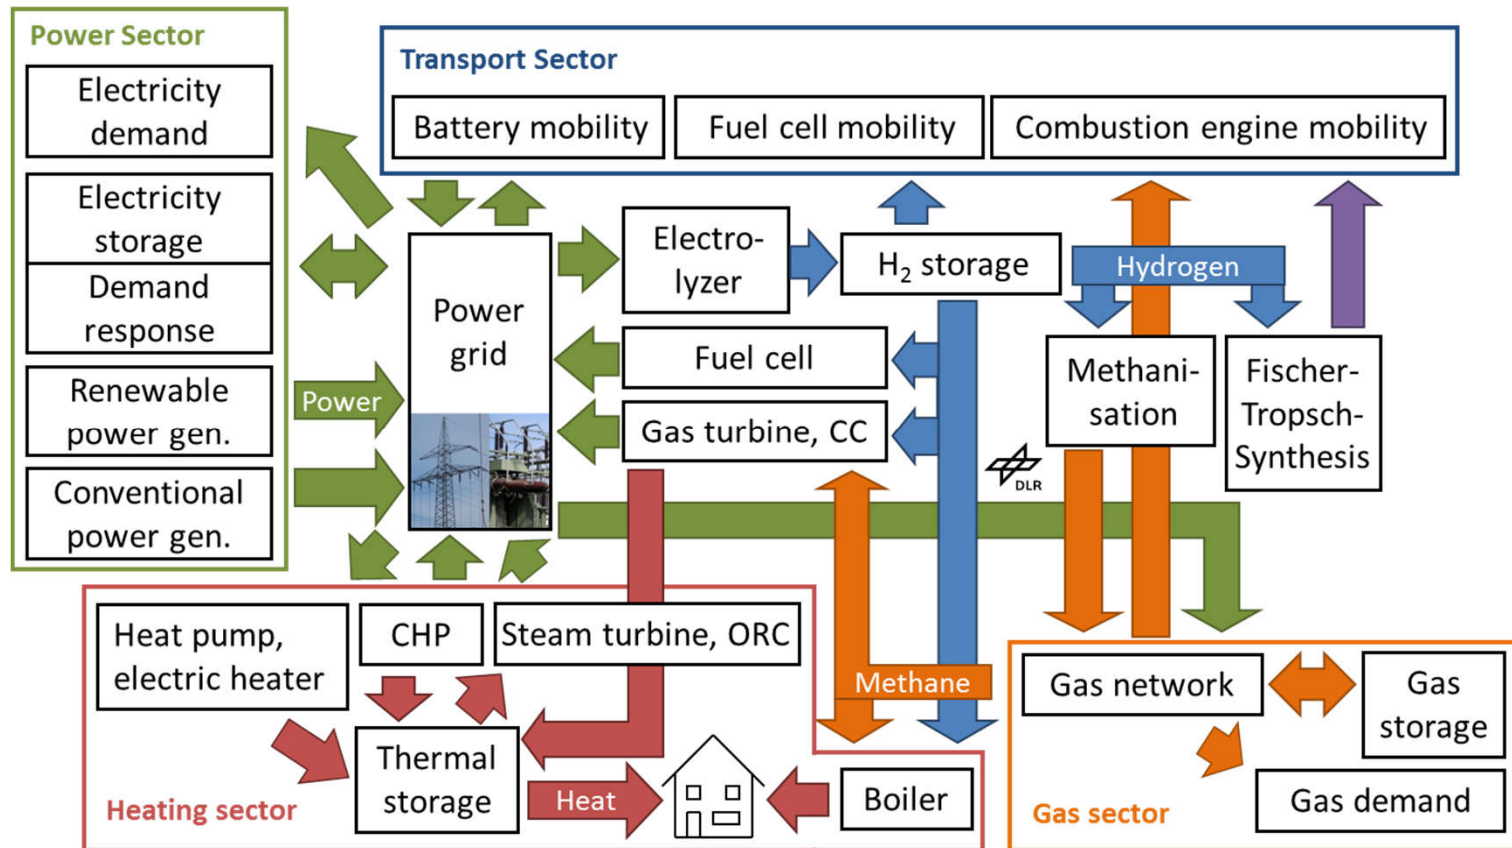 Power Sector
Electricity
demand
Electricity
storage
Demand
response
Renewable
power gen.
Conventional
power gen.
Power
Transport Sector
Battery mobility
Fuel cell mobility
Combustion engine mobility
Power
grid
Electro-
lyzer
H₂ storage
Hydrogen
Fuel cell
Gas turbine, CC
Methani-
sation
Fischer-
Tropsch-
Synthesis
DLR
Heat pump,
electric heater
CHP
Steam turbine, ORC
Methane
Thermal
storage
Heat
Boiler
Heating sector
Gas network
Gas
storage
Gas demand
Gas sector